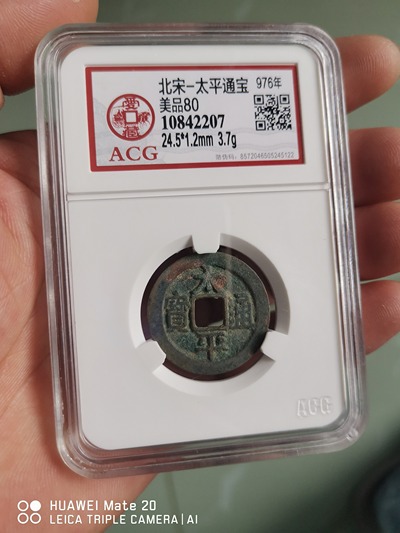 北宋-太平通宝 976年
美品80
10842207
24.5*1.2mm 3.7g
ACG
太
寶 通
平
ACG
HUAWEI Mate 20
LEICA TRIPLE CAMERA | AI